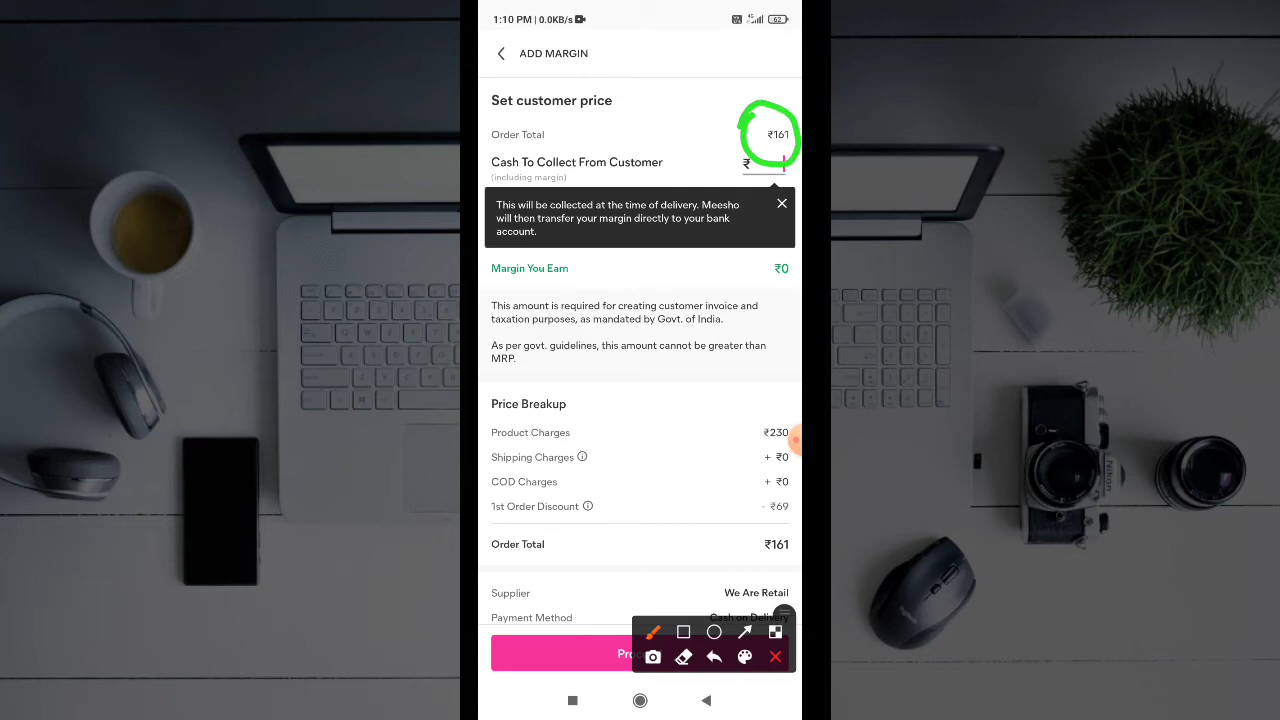 1:10 PM | 0.0KB/s
4G
62
ADD MARGIN
Set customer price
Order Total ₹161
Cash To Collect From Customer ₹
(including margin)
This will be collected at the time of delivery. Meesho
will then transfer your margin directly to your bank
account.
Margin You Earn ₹0
This amount is required for creating customer invoice and
taxation purposes, as mandated by Govt. of India.
As per govt. guidelines, this amount cannot be greater than
MRP.
Price Breakup
Product Charges ₹230
Shipping Charges + ₹0
COD Charges + ₹0
1st Order Discount - ₹69
Order Total ₹161
Supplier We Are Retail
Payment Method Cash on Delivery